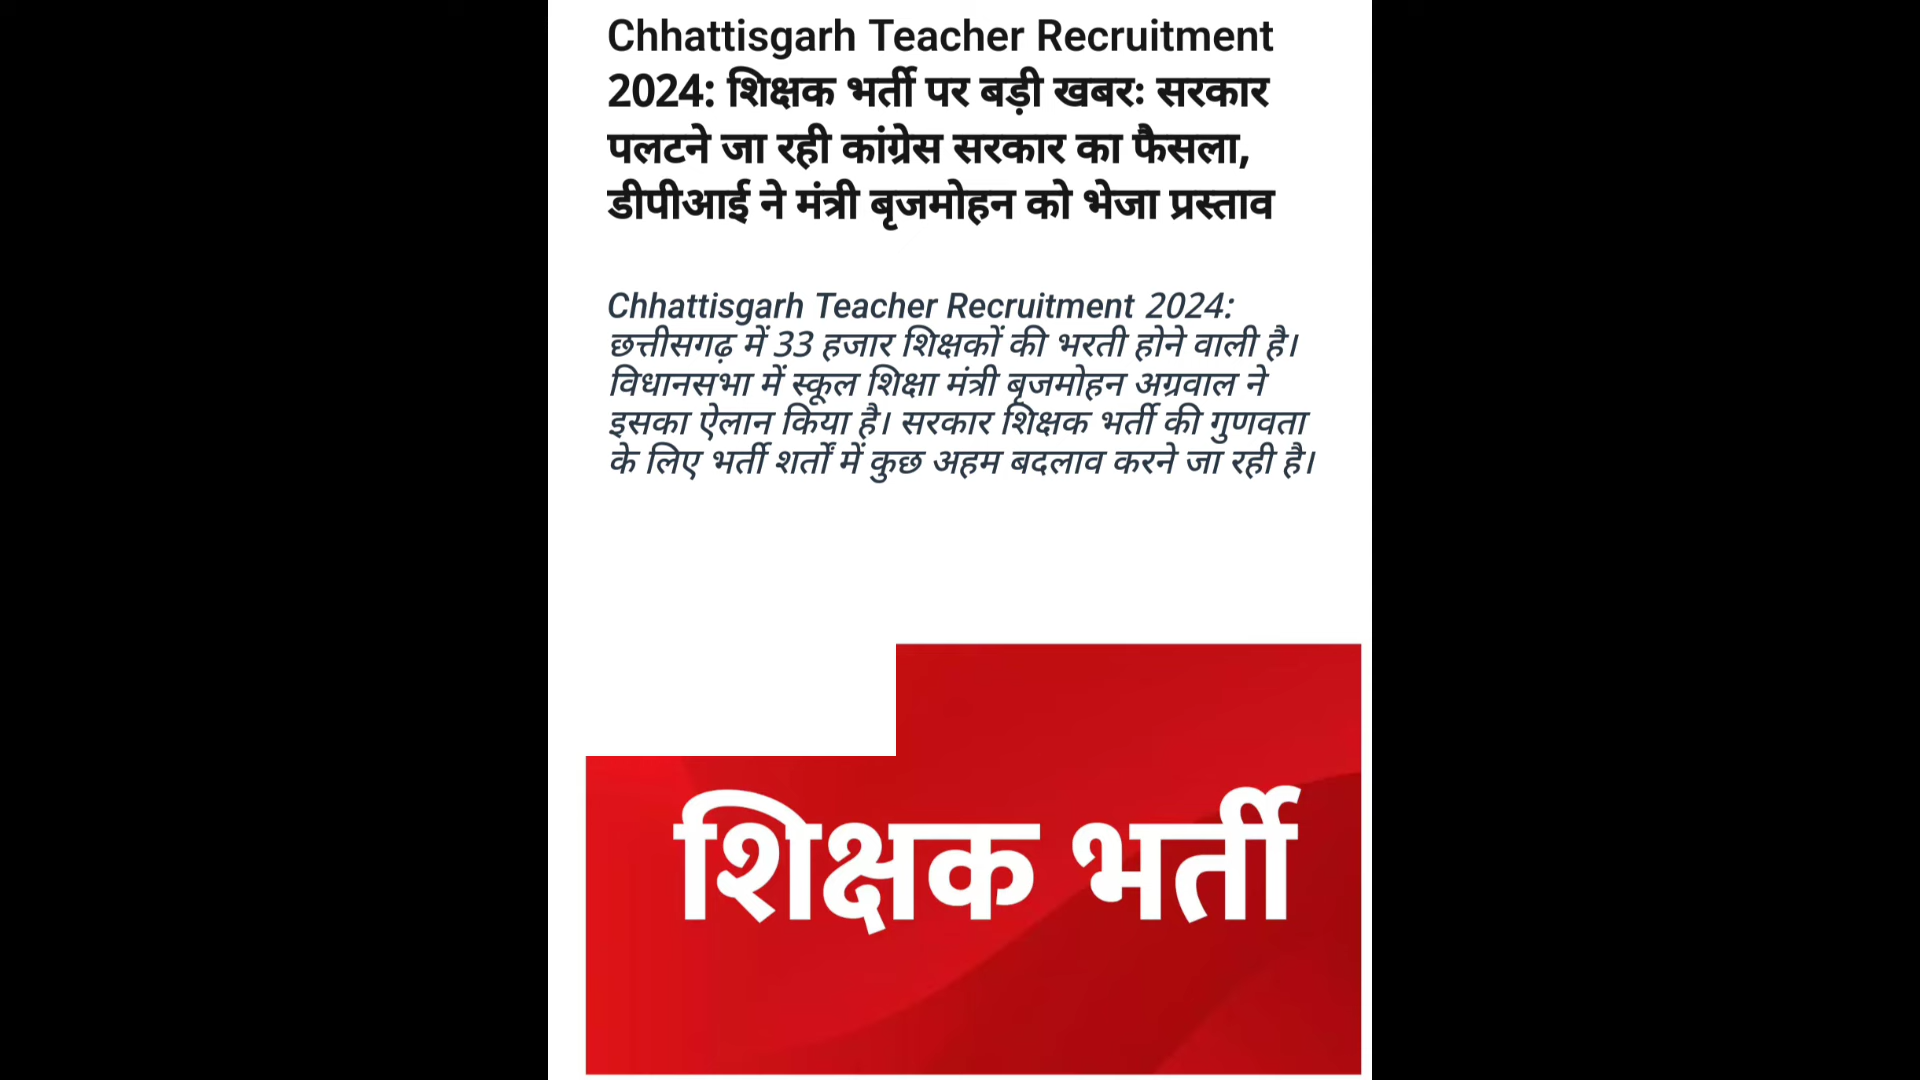 Chhattisgarh Teacher Recruitment
2024: शिक्षक भर्ती पर बड़ी खबरः सरकार
पलटने जा रही कांग्रेस सरकार का फैसला,
डीपीआई ने मंत्री बृजमोहन को भेजा प्रस्ताव
Chhattisgarh Teacher Recruitment 2024:
छत्तीसगढ़ में 33 हजार शिक्षकों की भरती होने वाली है।
विधानसभा में स्कूल शिक्षा मंत्री बृजमोहन अग्रवाल ने
इसका ऐलान किया है। सरकार शिक्षक भर्ती की गुणवता
के लिए भर्ती शर्तों में कुछ अहम बदलाव करने जा रही है।
शिक्षक भर्ती